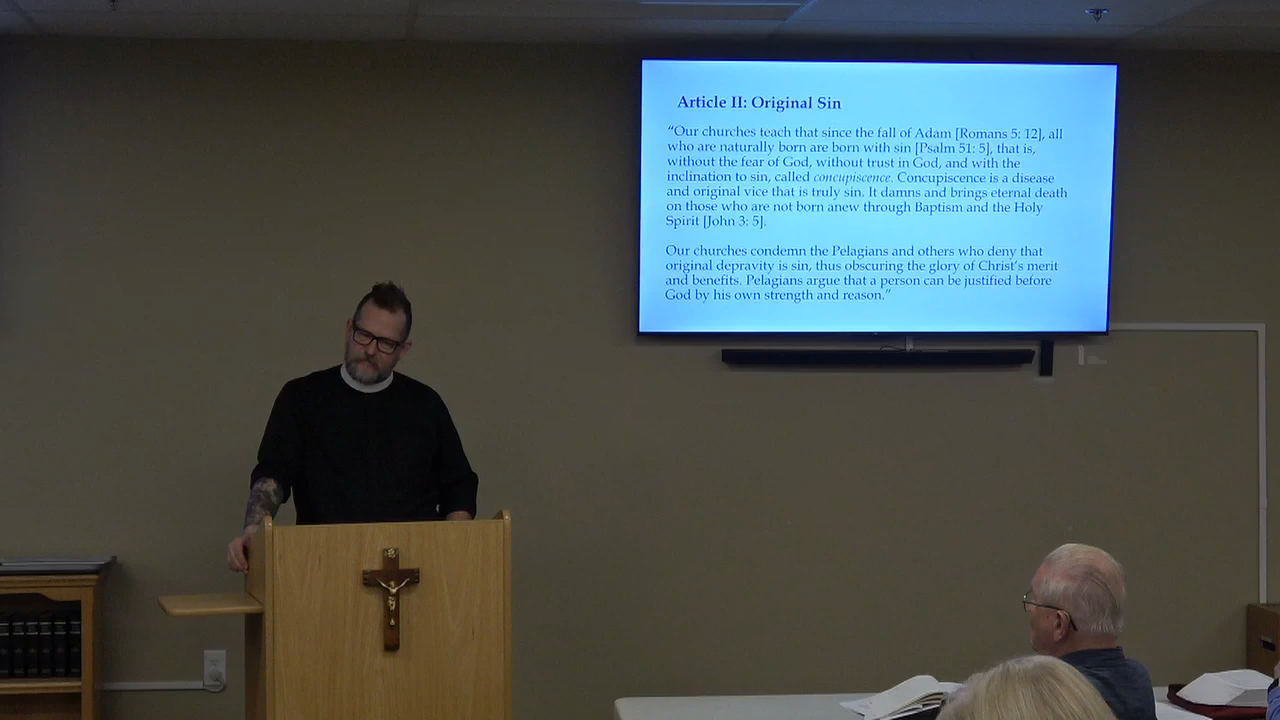 Article II: Original Sin
“Our churches teach that since the fall of Adam [Romans 5: 12], all
who are naturally born are born with sin [Psalm 51: 5], that is,
without the fear of God, without trust in God, and with the
inclination to sin, called concupiscence. Concupiscence is a disease
and original vice that is truly sin. It damns and brings eternal death
on those who are not born anew through Baptism and the Holy
Spirit [John 3: 5].
Our churches condemn the Pelagians and others who deny that
original depravity is sin, thus obscuring the glory of Christ's merit
and benefits. Pelagians argue that a person can be justified before
God by his own strength and reason.”